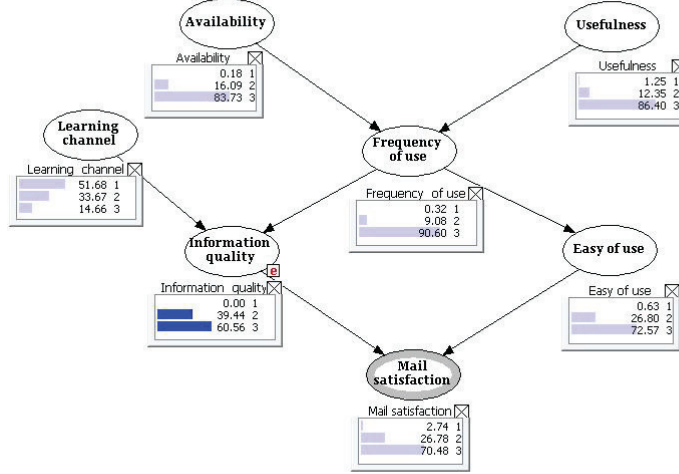 Availability
Usefulness
Availability
0.18 1
16.09 2
83.73 3
Usefulness
1.25 1
12.35 2
86.40 3
Learning
channel
Learning channel
51.68 1
33.67 2
14.66 3
Frequency
of use
Frequency of use
0.32 1
9.08 2
90.60 3
Information
quality
e
Information quality
0.00 1
39.44 2
60.56 3
Easy of use
Easy of use
0.63 1
26.80 2
72.57 3
Mail
satisfaction
Mail satisfaction
2.74 1
26.78 2
70.48 3